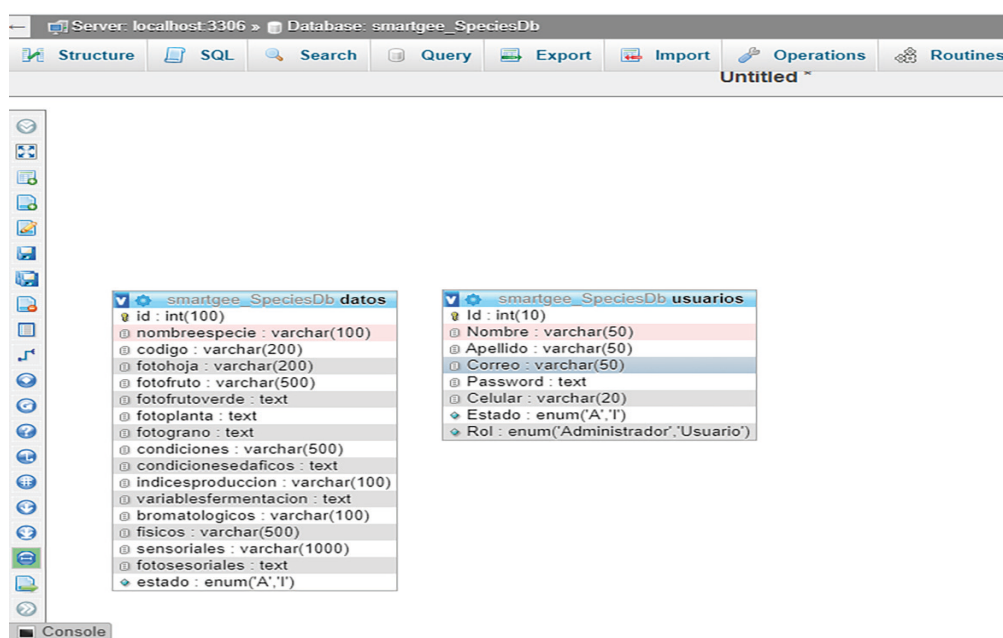 Server: localhost:3306 » Database: smartgee_SpeciesDb
Structure SQL Search Query Export Import Operations Routines
Untitled *
smartgee_SpeciesDb datos
id : int(100)
nombreespecie : varchar(100)
codigo : varchar(200)
fotohoja : varchar(200)
fotofruto : varchar(500)
fotofrutoverde : text
fotoplanta : text
fotograno : text
condiciones : varchar(500)
condicionesedaficos : text
indicesproduccion : varchar(100)
variablesfermentacion : text
bromatologicos : varchar(100)
fisicos : varchar(500)
sensoriales : varchar(1000)
fotosesoriales : text
estado : enum('A','I')
smartgee_SpeciesDb usuarios
Id : int(10)
Nombre : varchar(50)
Apellido : varchar(50)
Correo : varchar(50)
Password : text
Celular : varchar(20)
Estado : enum('A','I')
Rol : enum('Administrador','Usuario')
Console